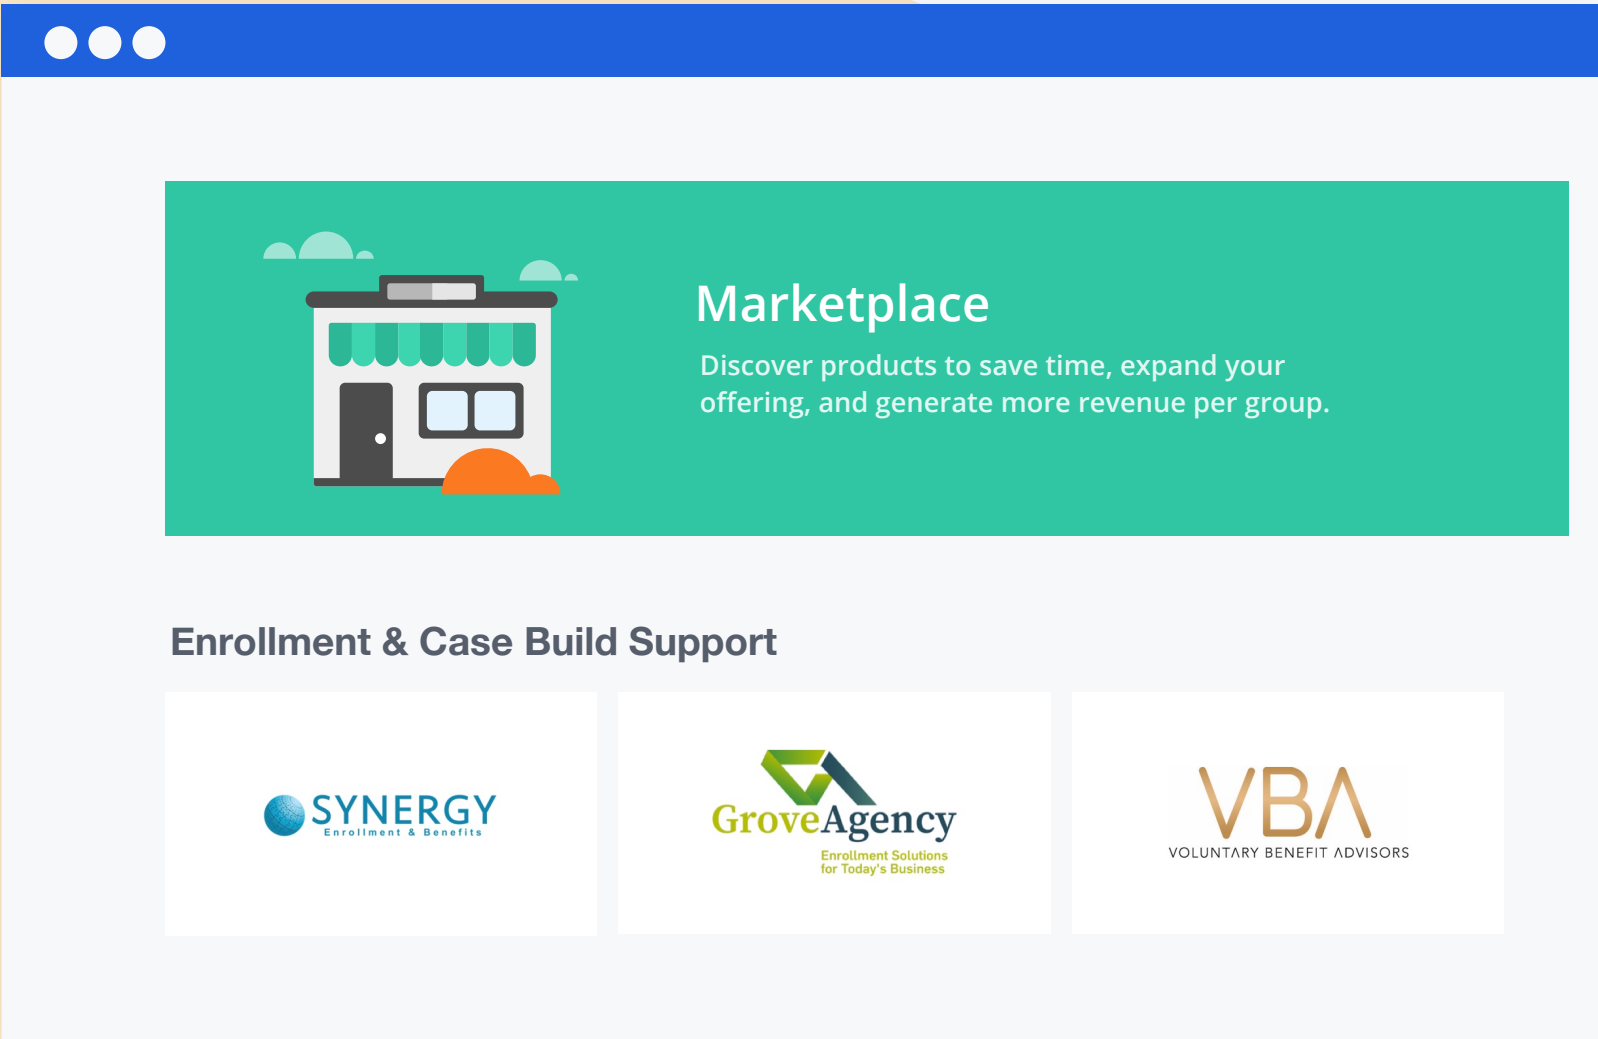 Marketplace
Discover products to save time, expand your
offering, and generate more revenue per group.
Enrollment & Case Build Support
SYNERGY
Enrollment & Benefits
GroveAgency
Enrollment Solutions
for Today's Business
VBA
VOLUNTARY BENEFIT ADVISORS